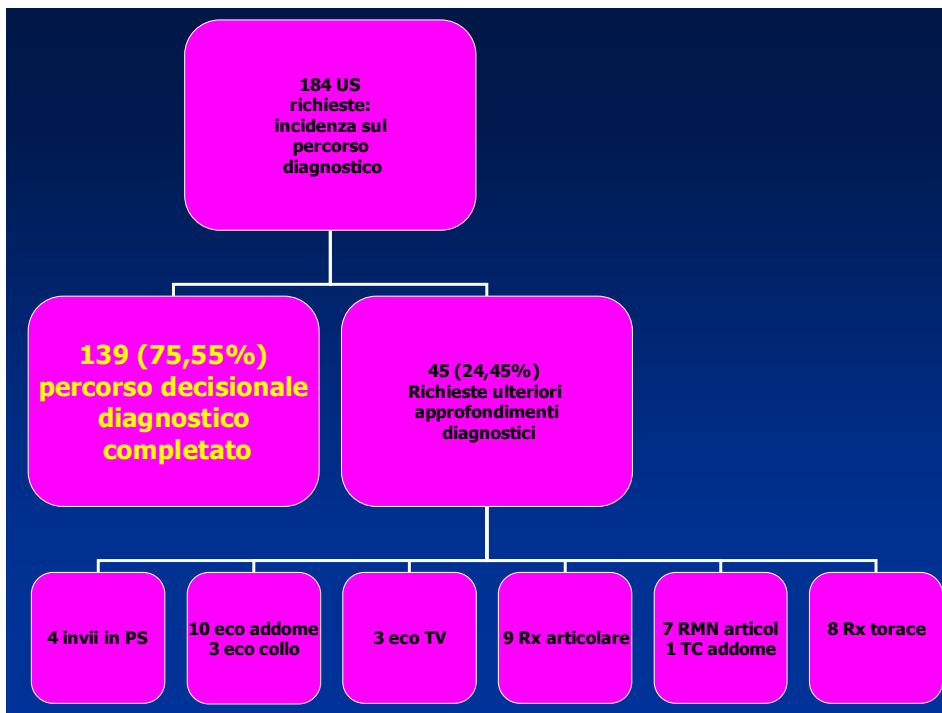 184 US
richieste:
incidenza sul
percorso
diagnostico
139 (75,55%)
percorso decisionale
diagnostico
completato
45 (24,45%)
Richieste ulteriori
approfondimenti
diagnostici
4 invii in PS
10 eco addome
3 eco collo
3 eco TV
9 Rx articolare
7 RMN articol
1 TC addome
8 Rx torace